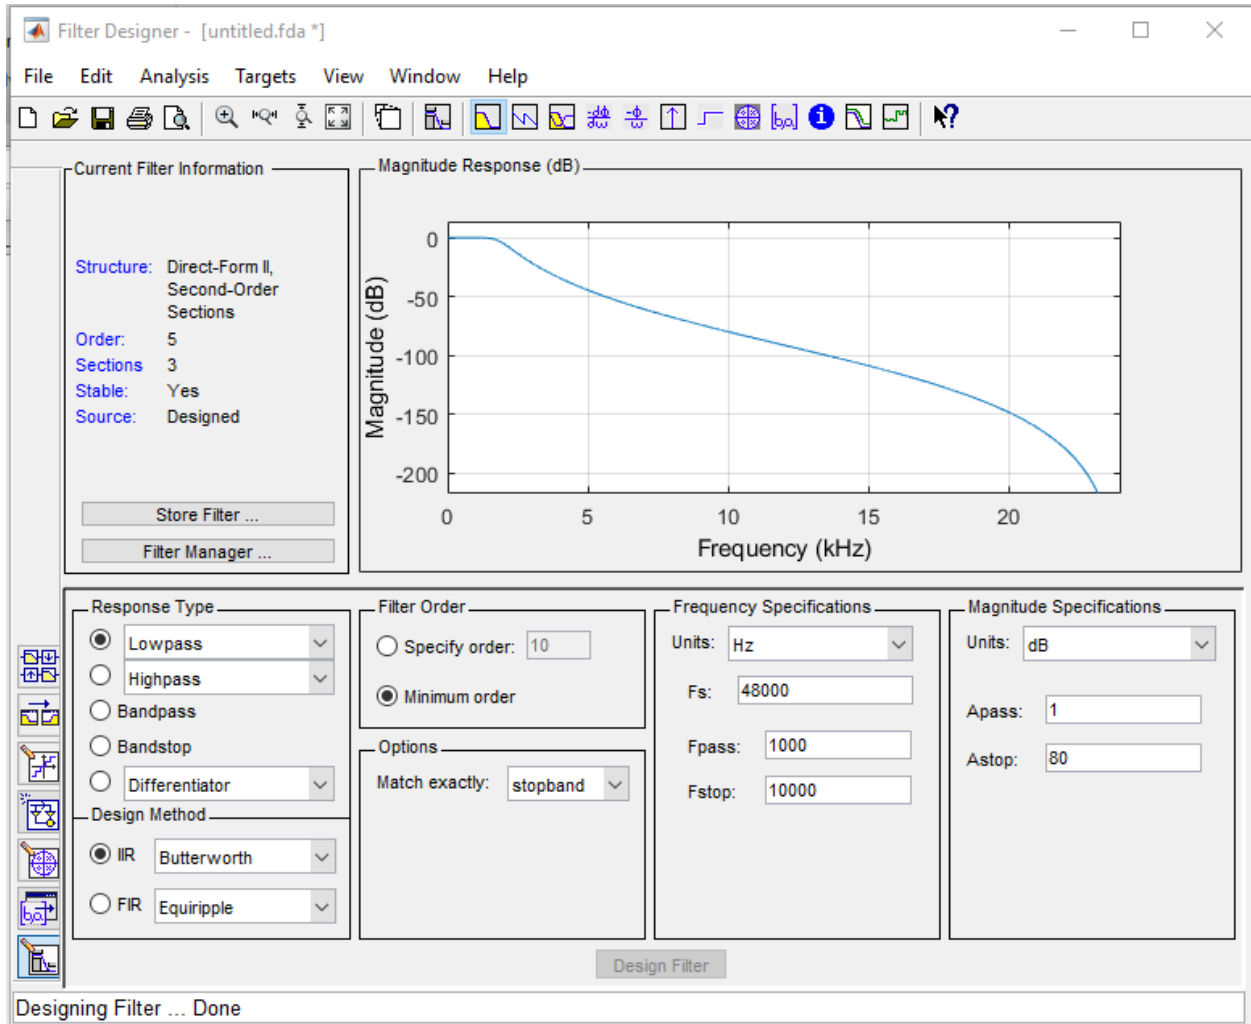 Filter Designer - [untitled.fda *]
File Edit Analysis Targets View Window Help
Current Filter Information
Structure: Direct-Form II,
Second-Order
Sections
Order: 5
Sections 3
Stable: Yes
Source: Designed
Store Filter ...
Filter Manager ...
Magnitude Response (dB)
Magnitude (dB)
0
-50
-100
-150
-200
0 5 10 15 20
Frequency (kHz)
Response Type
Lowpass
Highpass
Bandpass
Bandstop
Differentiator
Design Method
IIR Butterworth
FIR Equiripple
Filter Order
Specify order: 10
Minimum order
Options
Match exactly: stopband
Frequency Specifications
Units: Hz
Fs: 48000
Fpass: 1000
Fstop: 10000
Magnitude Specifications
Units: dB
Apass: 1
Astop: 80
Design Filter
Designing Filter ... Done